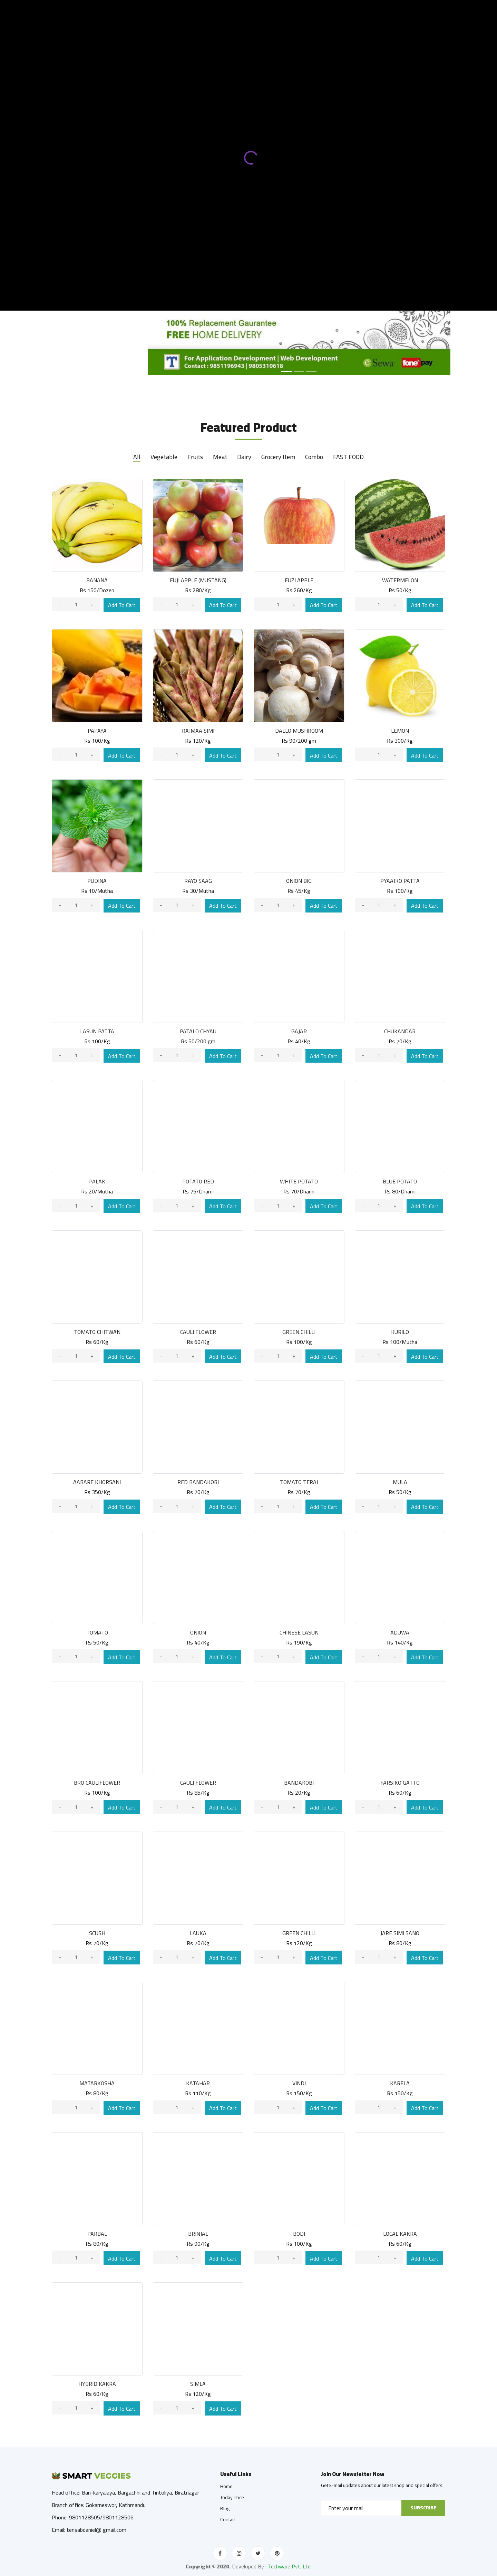 100% Replacement Gaurantee
FREE HOME DELIVERY
T For Application Development | Web Development
Contact : 9851196943 | 9805310618
eSewa
fonepay
Featured Product
All Vegetable Fruits Meat Dairy Grocery Item Combo FAST FOOD
BANANA FUJI APPLE (MUSTANG) FUZI APPLE WATERMELON
Rs 150/Dozen Rs 280/Kg Rs 260/Kg Rs 50/Kg
- 1 + Add To Cart - 1 + Add To Cart - 1 + Add To Cart - 1 + Add To Cart
PAPAYA RAJMAA SIMI DALLO MUSHROOM LEMON
Rs 100/Kg Rs 120/Kg Rs 90/200 gm Rs 300/Kg
- 1 + Add To Cart - 1 + Add To Cart - 1 + Add To Cart - 1 + Add To Cart
PUDINA RAYO SAAG ONION BIG PYAAJKO PATTA
Rs 10/Mutha Rs 30/Mutha Rs 45/Kg Rs 100/Kg
- 1 + Add To Cart - 1 + Add To Cart - 1 + Add To Cart - 1 + Add To Cart
LASUN PATTA PATALO CHYAU GAJAR CHUKANDAR
Rs 100/Kg Rs 50/200 gm Rs 40/Kg Rs 70/Kg
- 1 + Add To Cart - 1 + Add To Cart - 1 + Add To Cart - 1 + Add To Cart
PALAK POTATO RED WHITE POTATO BLUE POTATO
Rs 20/Mutha Rs 75/Dharni Rs 70/Dharni Rs 80/Dharni
- 1 + Add To Cart - 1 + Add To Cart - 1 + Add To Cart - 1 + Add To Cart
TOMATO CHITWAN CAULI FLOWER GREEN CHILLI KURILO
Rs 60/Kg Rs 60/Kg Rs 100/Kg Rs 100/Mutha
- 1 + Add To Cart - 1 + Add To Cart - 1 + Add To Cart - 1 + Add To Cart
AABARE KHORSANI RED BANDAKOBI TOMATO TERAI MULA
Rs 350/Kg Rs 70/Kg Rs 70/Kg Rs 50/Kg
- 1 + Add To Cart - 1 + Add To Cart - 1 + Add To Cart - 1 + Add To Cart
TOMATO ONION CHINESE LASUN ADUWA
Rs 50/Kg Rs 40/Kg Rs 190/Kg Rs 140/Kg
- 1 + Add To Cart - 1 + Add To Cart - 1 + Add To Cart - 1 + Add To Cart
BRO CAULIFLOWER CAULI FLOWER BANDAKOBI FARSIKO GATTO
Rs 100/Kg Rs 85/Kg Rs 20/Kg Rs 60/Kg
- 1 + Add To Cart - 1 + Add To Cart - 1 + Add To Cart - 1 + Add To Cart
SCUSH LAUKA GREEN CHILLI JARE SIMI SANO
Rs 70/Kg Rs 70/Kg Rs 120/Kg Rs 80/Kg
- 1 + Add To Cart - 1 + Add To Cart - 1 + Add To Cart - 1 + Add To Cart
MATARKOSHA KATAHAR VINDI KARELA
Rs 80/Kg Rs 110/Kg Rs 150/Kg Rs 150/Kg
- 1 + Add To Cart - 1 + Add To Cart - 1 + Add To Cart - 1 + Add To Cart
PARBAL BRINJAL BODI LOCAL KAKRA
Rs 80/Kg Rs 90/Kg Rs 100/Kg Rs 60/Kg
- 1 + Add To Cart - 1 + Add To Cart - 1 + Add To Cart - 1 + Add To Cart
HYBRID KAKRA SIMLA
Rs 60/Kg Rs 120/Kg
- 1 + Add To Cart - 1 + Add To Cart
SMART VEGGIES
Head office: Ban-karyalaya, Bargachhi and Tintoliya, Biratnagar
Branch office: Gokarneswor, Kathmandu
Phone: 9801128505/9801128506
Email: tensabdaniel@ gmail.com
Useful Links
Home
Today Price
Blog
Contact
Join Our Newsletter Now
Get E-mail updates about our latest shop and special offers.
Enter your mail SUBSCRIBE
Copyright © 2020. Developed By : Techware Pvt. Ltd.